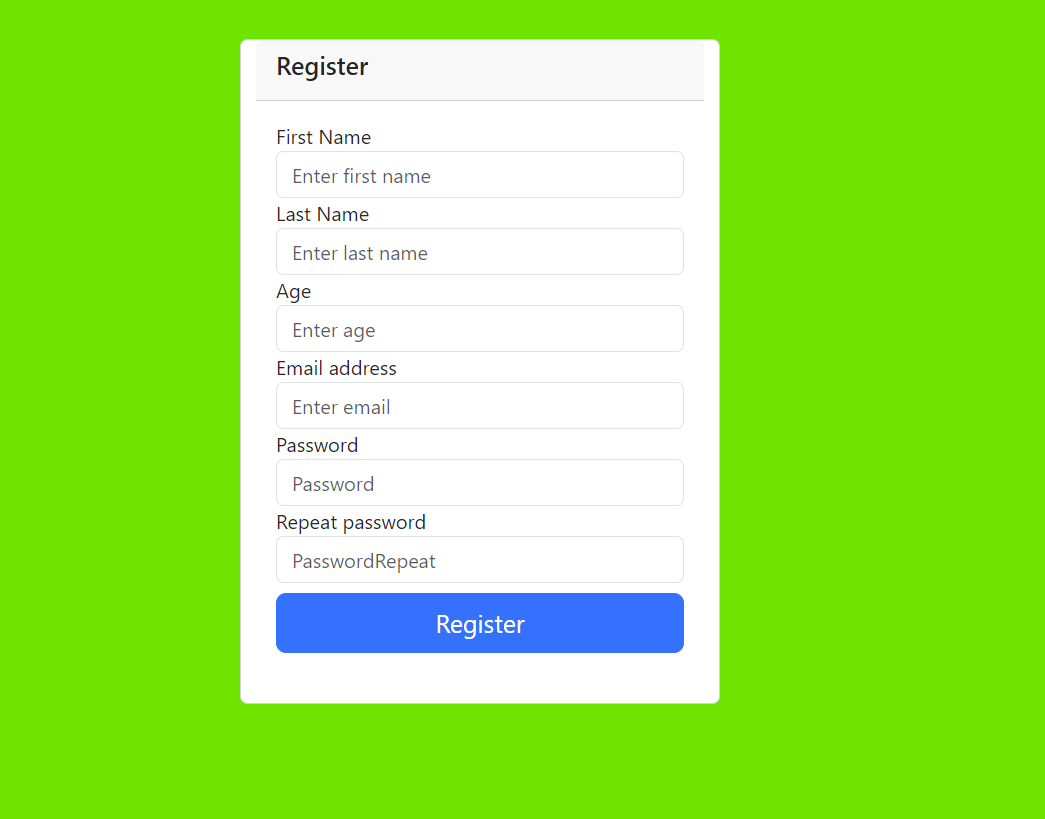 Register
First Name
Enter first name
Last Name
Enter last name
Age
Enter age
Email address
Enter email
Password
Password
Repeat password
PasswordRepeat
Register